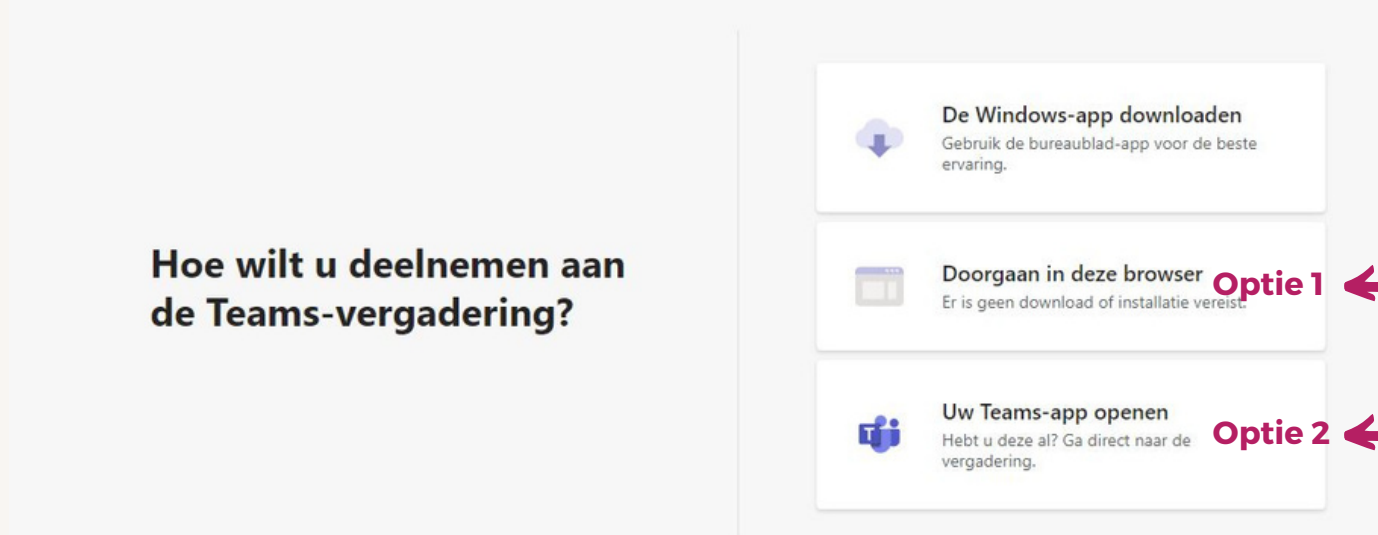 De Windows-app downloaden
Gebruik de bureaublad-app voor de beste
ervaring.
Hoe wilt u deelnemen aan
de Teams-vergadering?
Doorgaan in deze browser
Er is geen download of installatie vereist.
Optie 1
Uw Teams-app openen
Hebt u deze al? Ga direct naar de
vergadering.
Optie 2